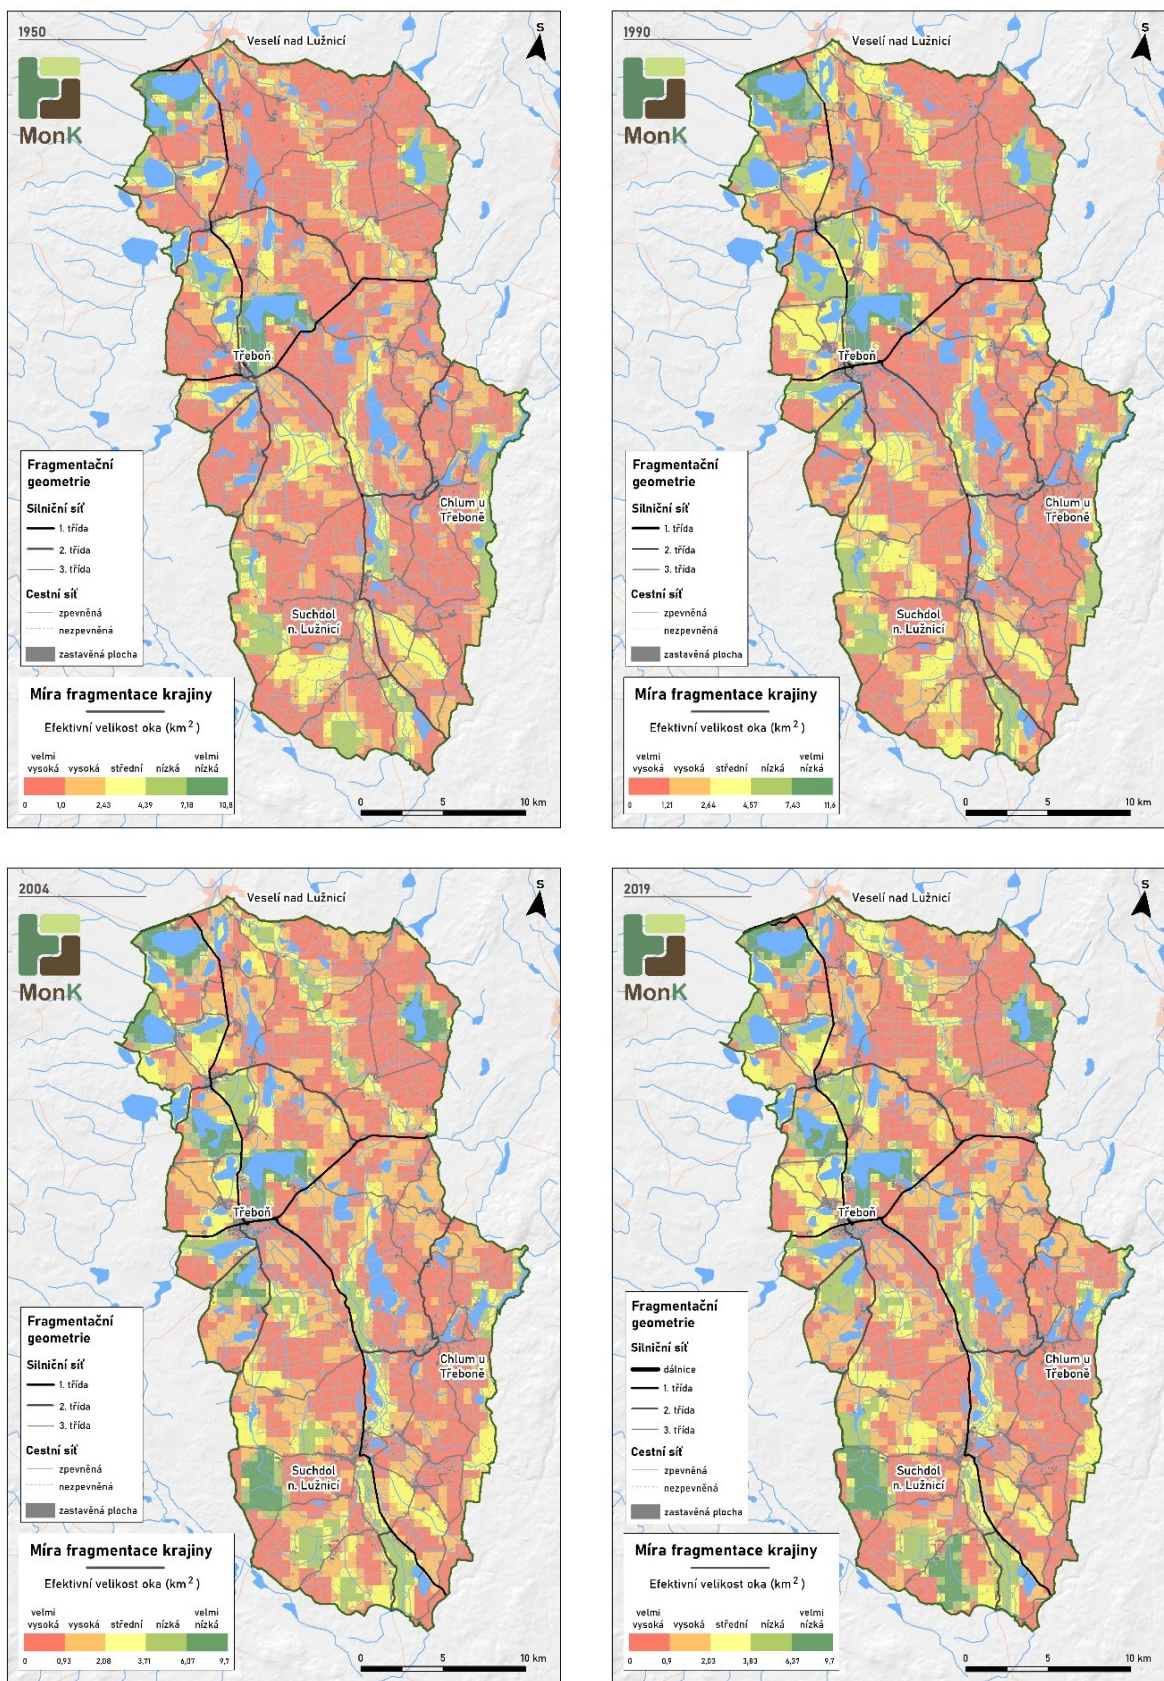 1950
S
Veselí nad Lužnicí
MonK
Třeboň
Chlum u
Třeboně
Suchdol
n. Lužnicí
Fragmentační
geometrie
Silniční síť
1. třída
2. třída
3. třída
Cestní síť
zpevněná
nezpevněná
zastavěná plocha
Míra fragmentace krajiny
Efektivní velikost oka (km²)
velmi vysoká vysoká střední nízká velmi nízká
0 1,0 2,43 4,39 7,18 10,8
0 5 10 km
1990
S
Veselí nad Lužnicí
MonK
Třeboň
Chlum u
Třeboně
Suchdol
n. Lužnicí
Fragmentační
geometrie
Silniční síť
1. třída
2. třída
3. třída
Cestní síť
zpevněná
nezpevněná
zastavěná plocha
Míra fragmentace krajiny
Efektivní velikost oka (km²)
velmi vysoká vysoká střední nízká velmi nízká
0 1,21 2,64 4,57 7,43 11,6
0 5 10 km
2004
S
Veselí nad Lužnicí
MonK
Třeboň
Chlum u
Třeboně
Suchdol
n. Lužnicí
Fragmentační
geometrie
Silniční síť
1. třída
2. třída
3. třída
Cestní síť
zpevněná
nezpevněná
zastavěná plocha
Míra fragmentace krajiny
Efektivní velikost oka (km²)
velmi vysoká vysoká střední nízká velmi nízká
0 0,93 2,08 3,71 6,07 9,7
0 5 10 km
2019
S
Veselí nad Lužnicí
MonK
Třeboň
Chlum u
Třeboně
Suchdol
n. Lužnicí
Fragmentační
geometrie
Silniční síť
dálnice
1. třída
2. třída
3. třída
Cestní síť
zpevněná
nezpevněná
zastavěná plocha
Míra fragmentace krajiny
Efektivní velikost oka (km²)
velmi vysoká vysoká střední nízká velmi nízká
0 0,9 2,03 3,83 6,37 9,7
0 5 10 km